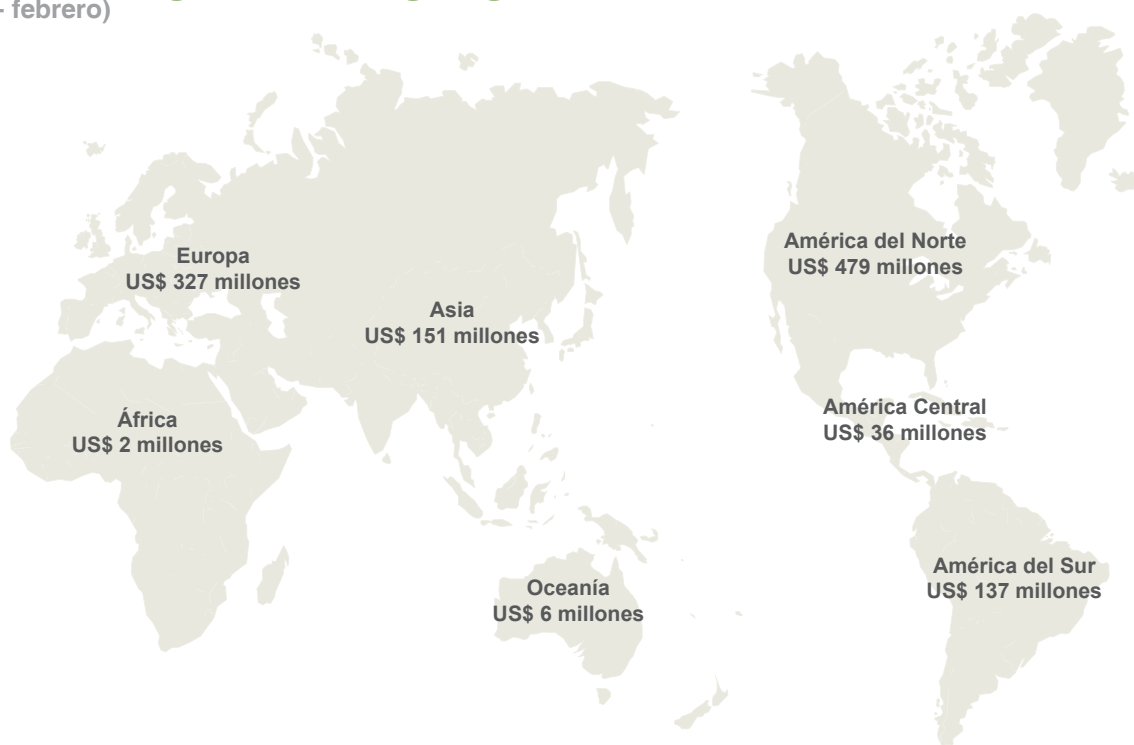 - febrero)
Europa
US$ 327 millones
Asia
US$ 151 millones
América del Norte
US$ 479 millones
África
US$ 2 millones
América Central
US$ 36 millones
Oceanía
US$ 6 millones
América del Sur
US$ 137 millones